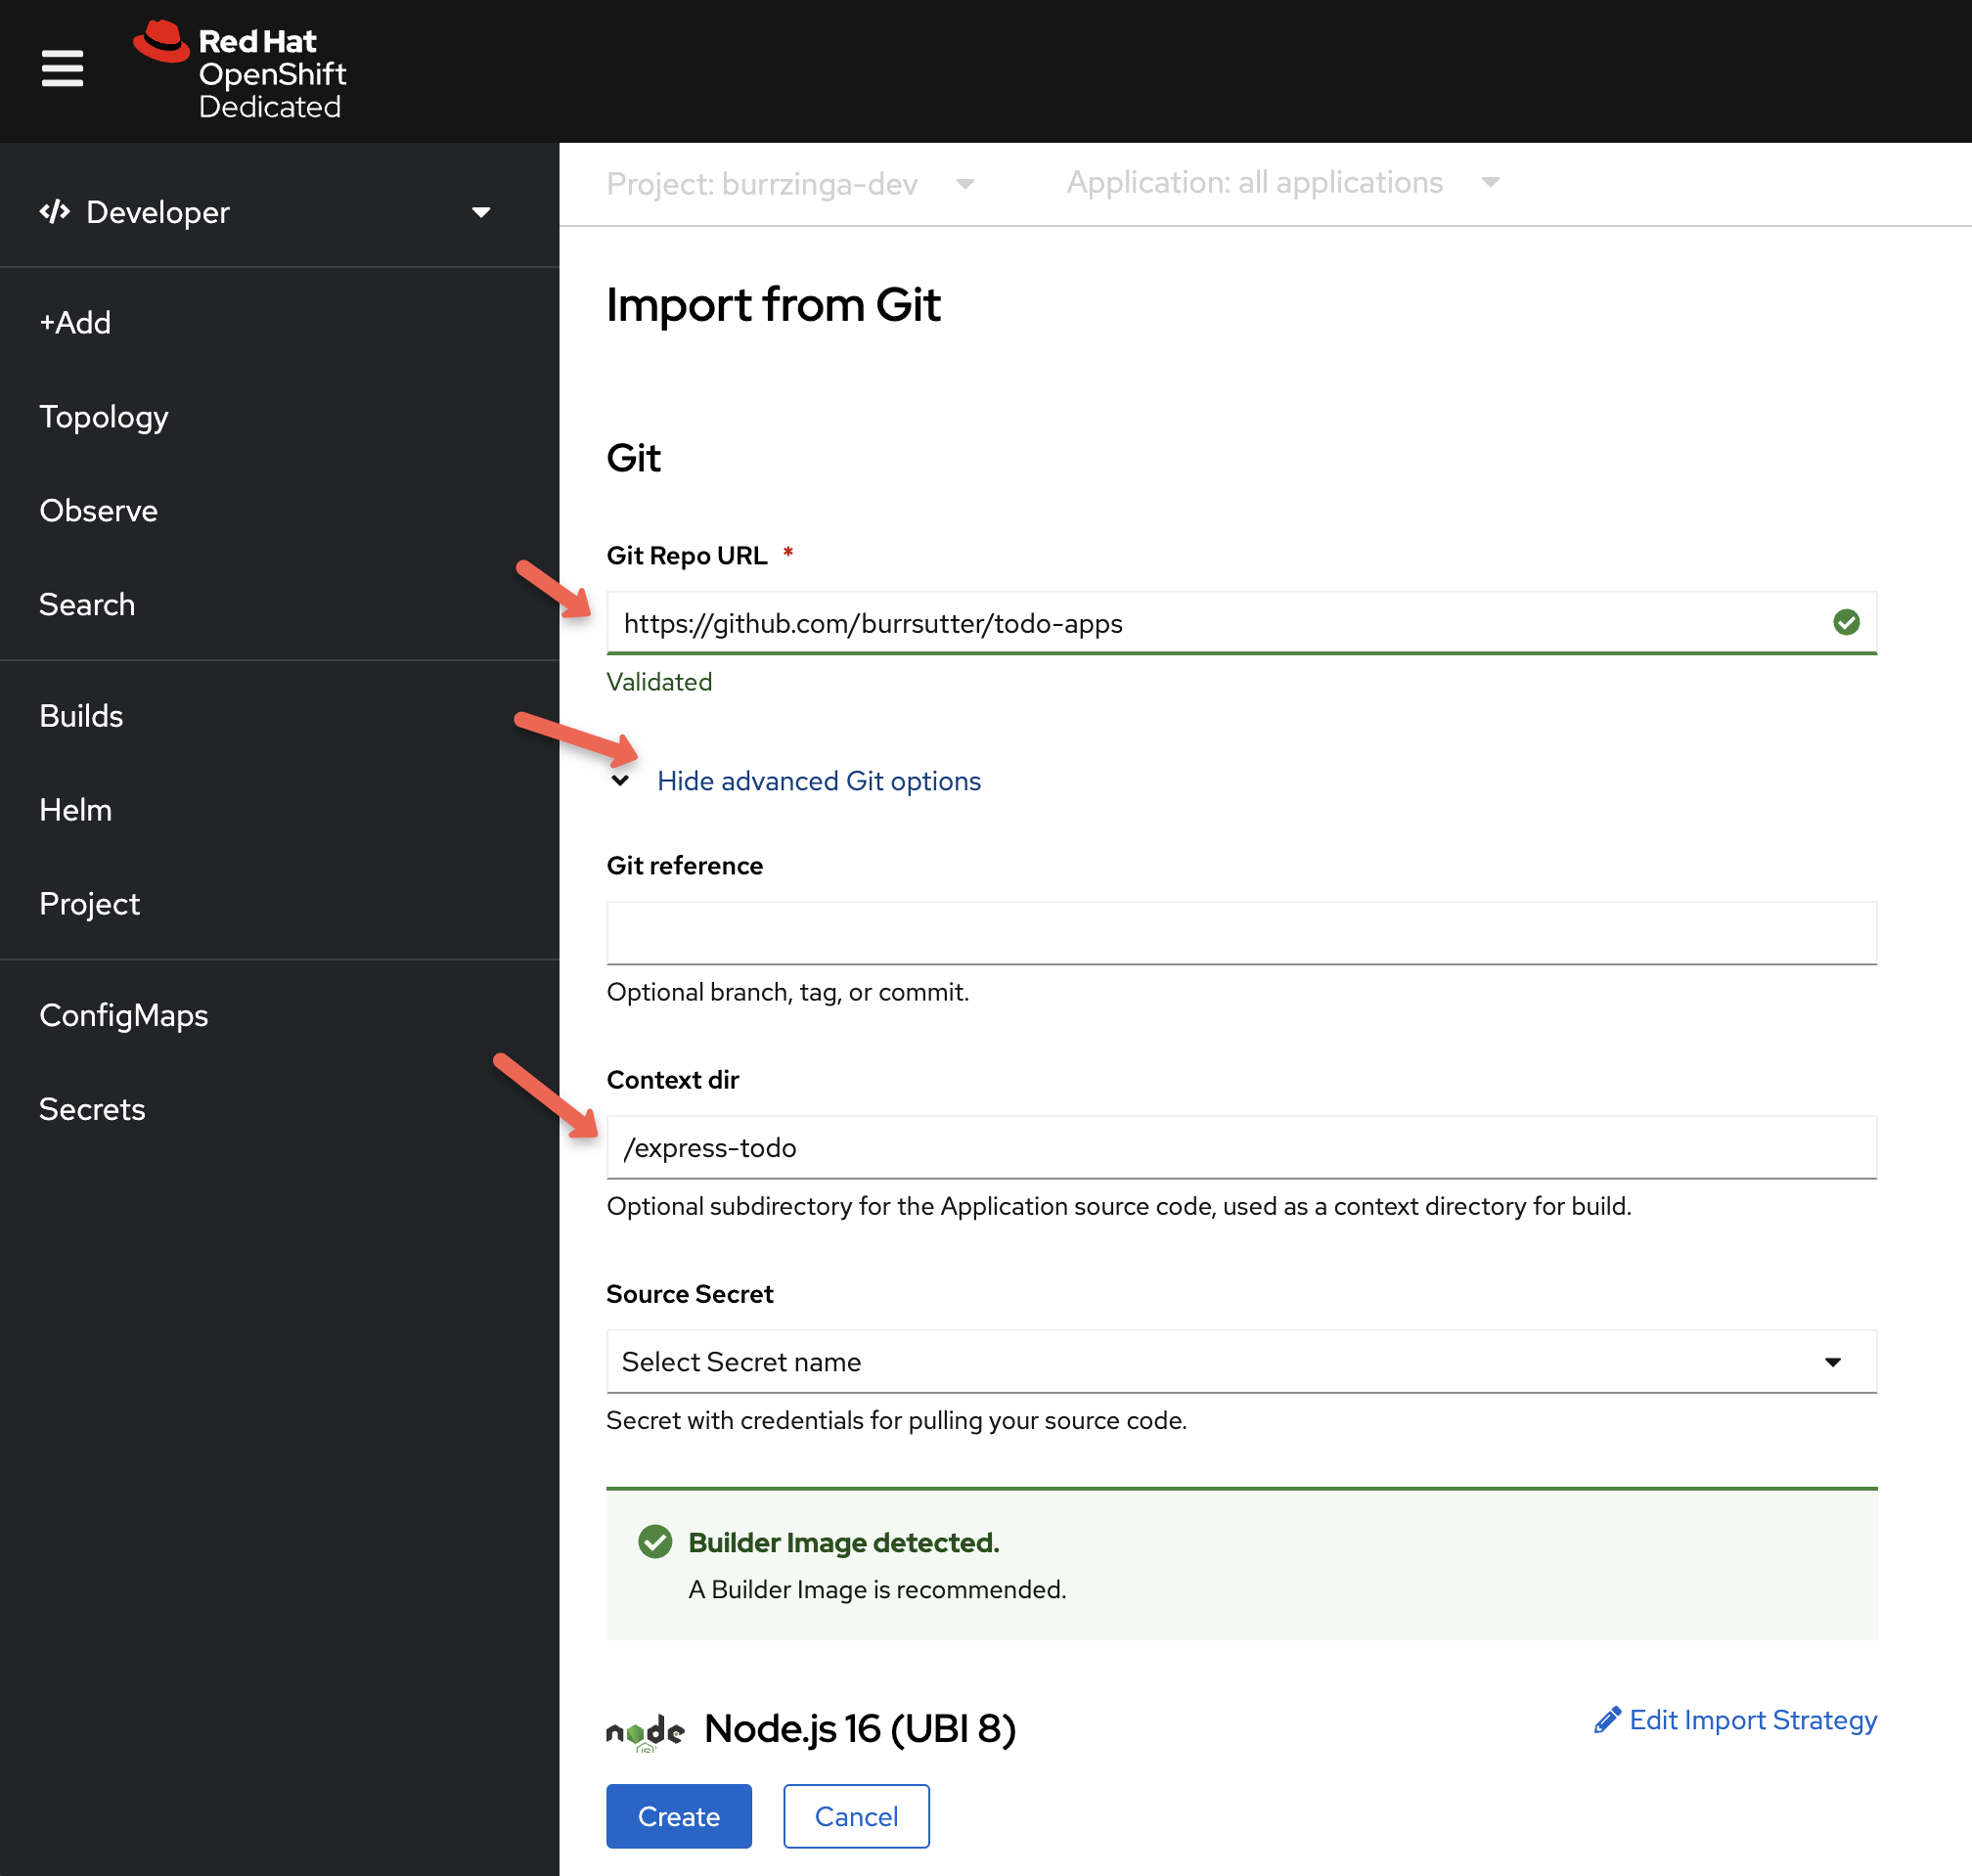 Red Hat
OpenShift
Dedicated
Developer
+Add
Topology
Observe
Search
Builds
Helm
Project
ConfigMaps
Secrets
Project: burrzinga-dev
Application: all applications
Import from Git
Git
Git Repo URL *
https://github.com/burrsutter/todo-apps
Validated
Hide advanced Git options
Git reference
Optional branch, tag, or commit.
Context dir
/express-todo
Optional subdirectory for the Application source code, used as a context directory for build.
Source Secret
Select Secret name
Secret with credentials for pulling your source code.
Builder Image detected.
A Builder Image is recommended.
node
JS
Node.js 16 (UBI 8)
Edit Import Strategy
Create
Cancel